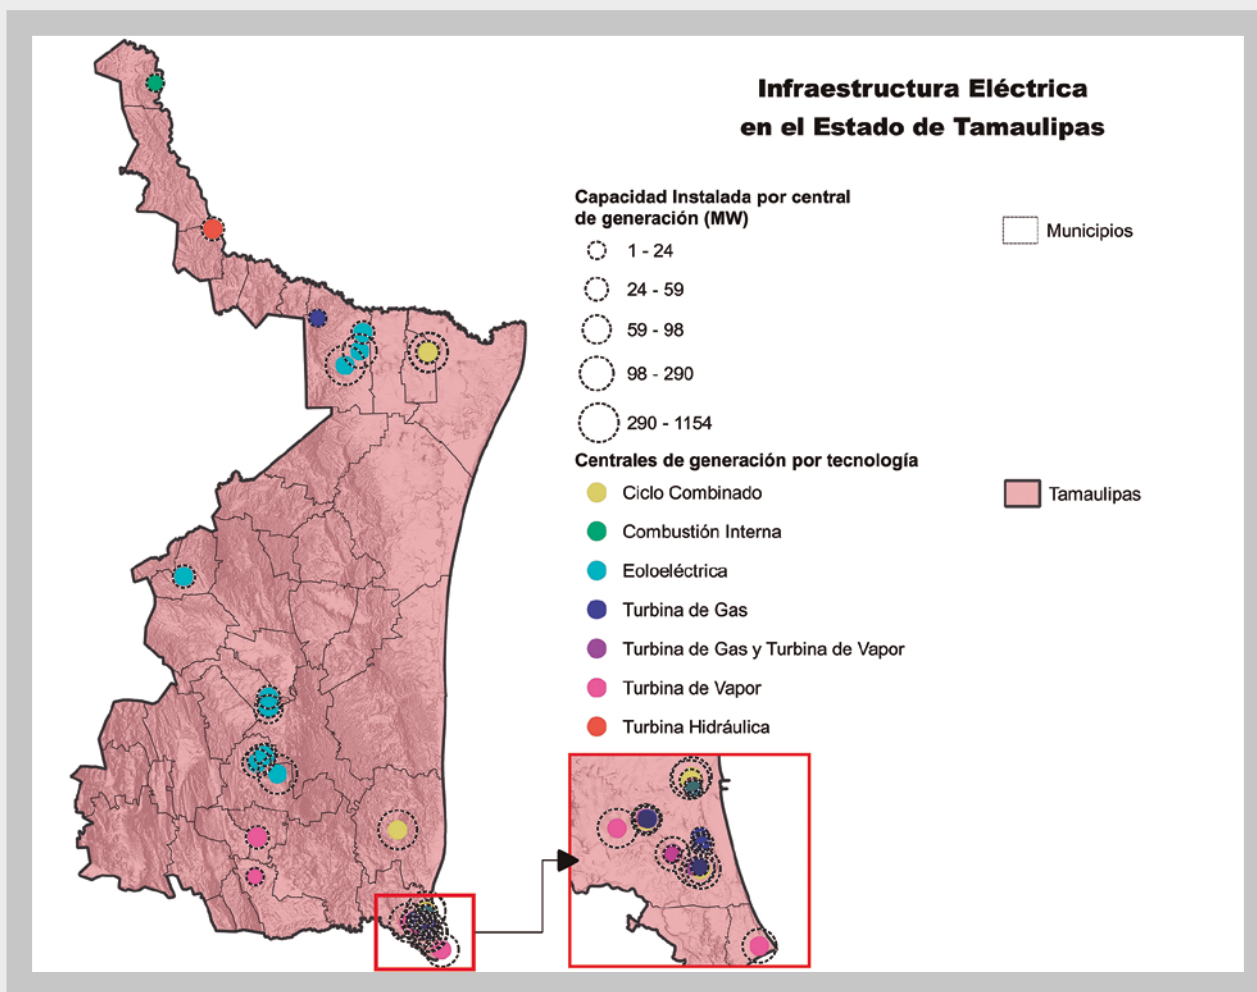 Infraestructura Eléctrica
en el Estado de Tamaulipas
Capacidad Instalada por central
de generación (MW)
1 - 24
24 - 59
59 - 98
98 - 290
290 - 1154
Municipios
Centrales de generación por tecnología
Ciclo Combinado
Combustión Interna
Eoloeléctrica
Turbina de Gas
Turbina de Gas y Turbina de Vapor
Turbina de Vapor
Turbina Hidráulica
Tamaulipas